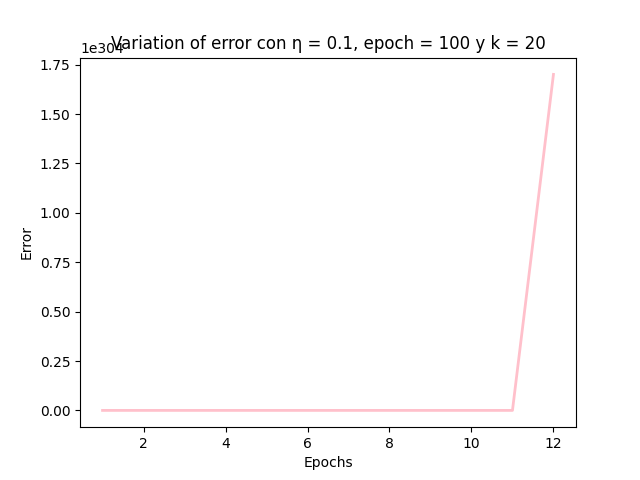 Variation of error con η = 0.1, epoch = 100 y k = 20
1e304
1.75
1.50
1.25
1.00
0.75
0.50
0.25
0.00
Error
2 4 6 8 10 12
Epochs